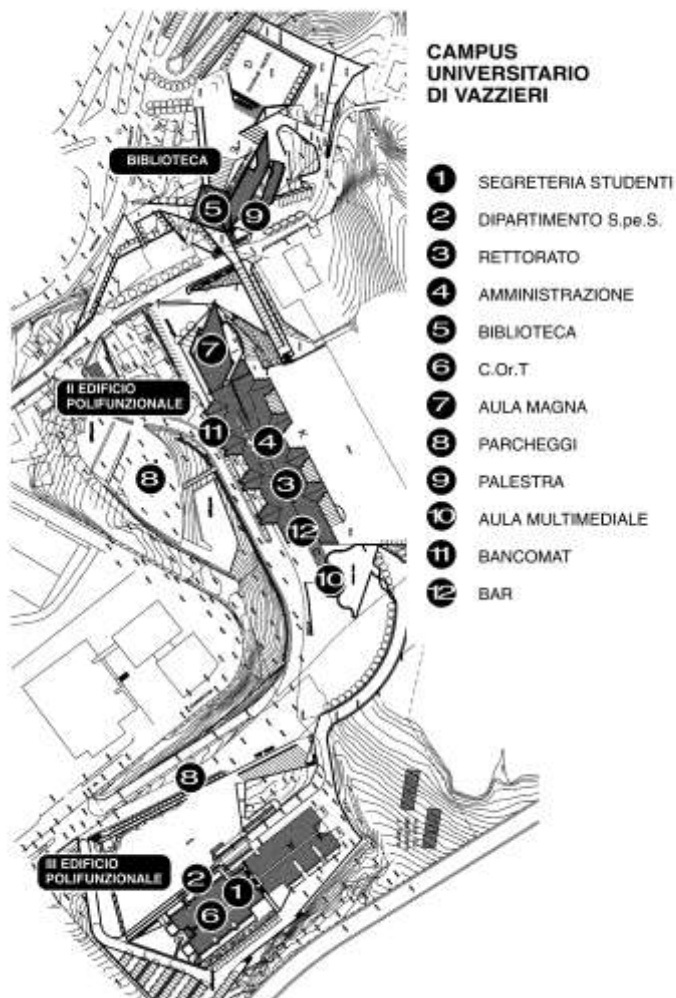 CAMPUS
UNIVERSITARIO
DI VAZZIERI
1 SEGRETERIA STUDENTI
2 DIPARTIMENTO S.pe.S.
3 RETTORATO
4 AMMINISTRAZIONE
5 BIBLIOTECA
6 C.Or.T
7 AULA MAGNA
8 PARCHEGGI
9 PALESTRA
10 AULA MULTIMEDIALE
11 BANCOMAT
12 BAR
BIBLIOTECA
5
9
7
II EDIFICIO
POLIFUNZIONALE
11
4
8
3
12
10
8
III EDIFICIO
POLIFUNZIONALE
2
1
6